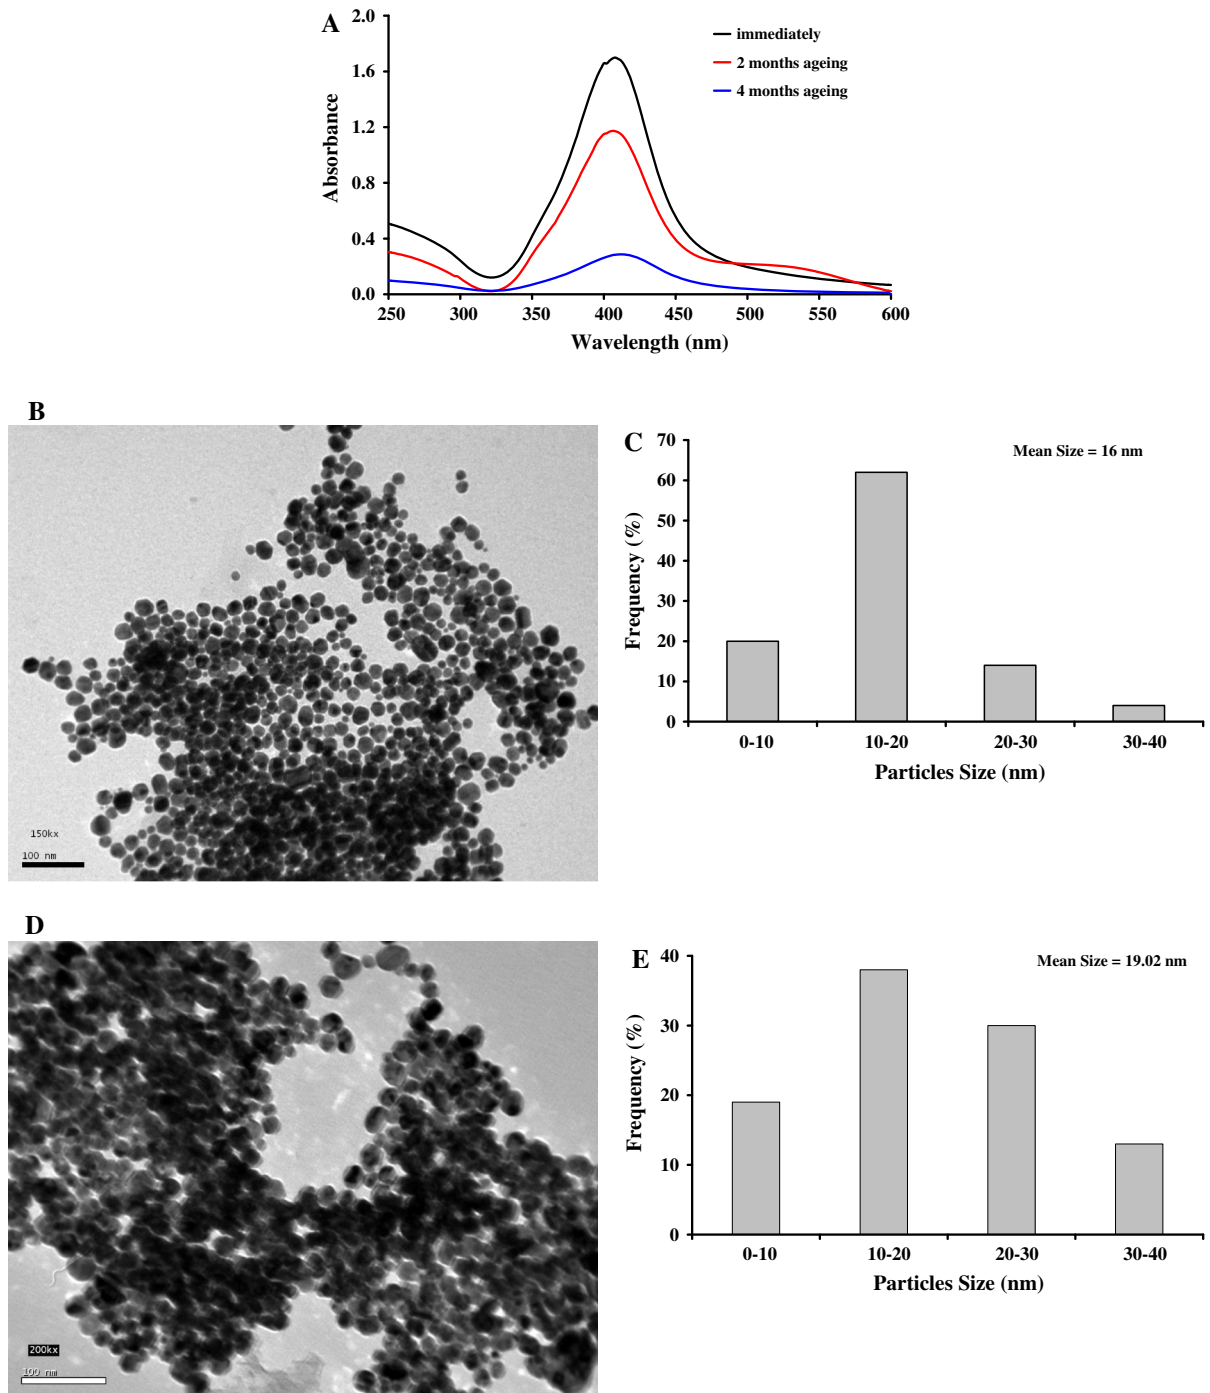 A
2.0
1.6
1.2
0.8
0.4
0.0
Absorbance
immediately
2 months ageing
4 months ageing
250 300 350 400 450 500 550 600
Wavelength (nm)
B
150kx
100 nm
C
70
60
50
40
30
20
10
0
Frequency (%)
Mean Size = 16 nm
0-10 10-20 20-30 30-40
Particles Size (nm)
D
200kx
100 nm
E
40
30
20
10
0
Frequency (%)
Mean Size = 19.02 nm
0-10 10-20 20-30 30-40
Particles Size (nm)